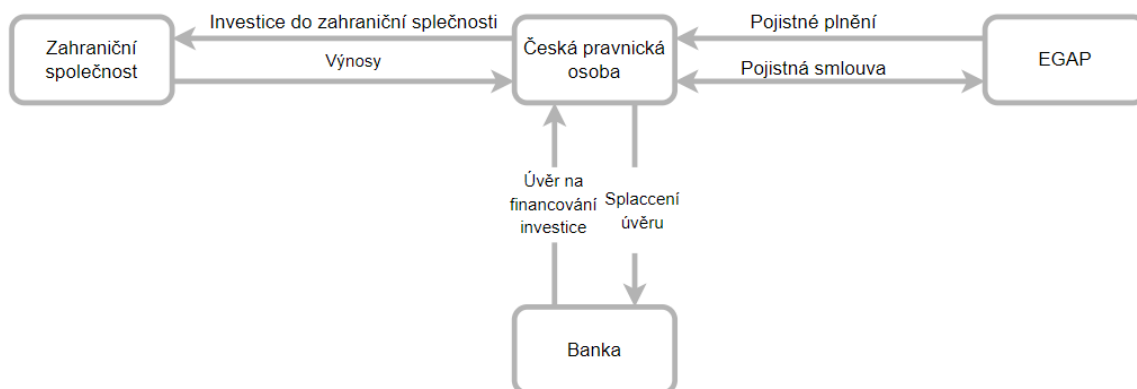 Investice do zahraniční splečnosti
Pojistné plnění
Zahraniční
společnost
Výnosy
Česká pravnická
osoba
Pojistná smlouva
EGAP
Úvěr na
financování
investice
Splaccení
úvěru
Banka